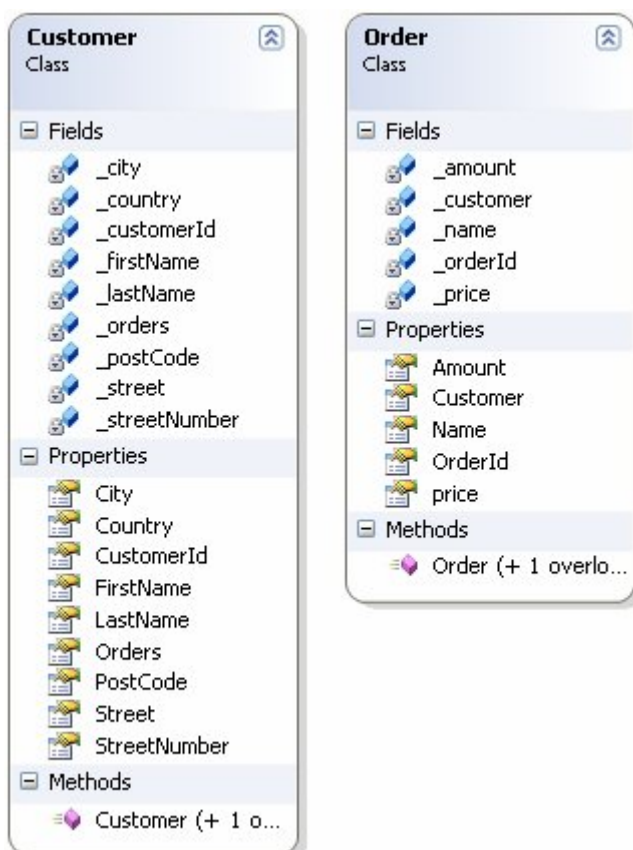 Customer
Class
Fields
_city
_country
_customerId
_firstName
_lastName
_orders
_postCode
_street
_streetNumber
Properties
City
Country
CustomerId
FirstName
LastName
Orders
PostCode
Street
StreetNumber
Methods
Customer (+ 1 o...
Order
Class
Fields
_amount
_customer
_name
_orderId
_price
Properties
Amount
Customer
Name
OrderId
price
Methods
Order (+ 1 overlo...